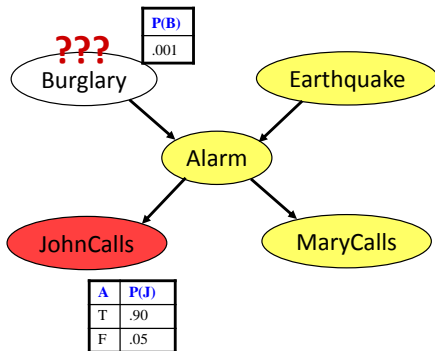 ???
P(B)
.001
Burglary
Earthquake
Alarm
JohnCalls
MaryCalls
A P(J)
T .90
F .05